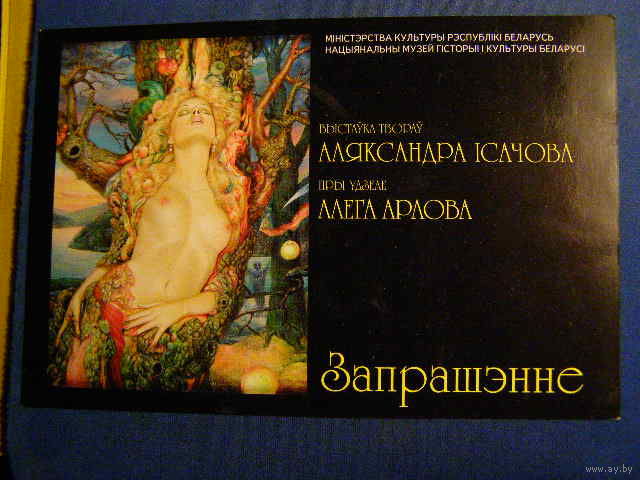 МІНІСТЭРСТВА КУЛЬТУРЫ РЭСПУБЛІКІ БЕЛАРУСЬ
НАЦЫЯНАЛЬНЫ МУЗЕЙ ГІСТОРЫІ І КУЛЬТУРЫ БЕЛАРУСІ
ВЫСТАЎКА ТВОРАЎ
АЛЯКСАНДРА ІСАЧОВА
ПРЫ ЎДЗЕЛЕ
АЛЕГА АРЛОВА
Запрашэнне
www.ay.by